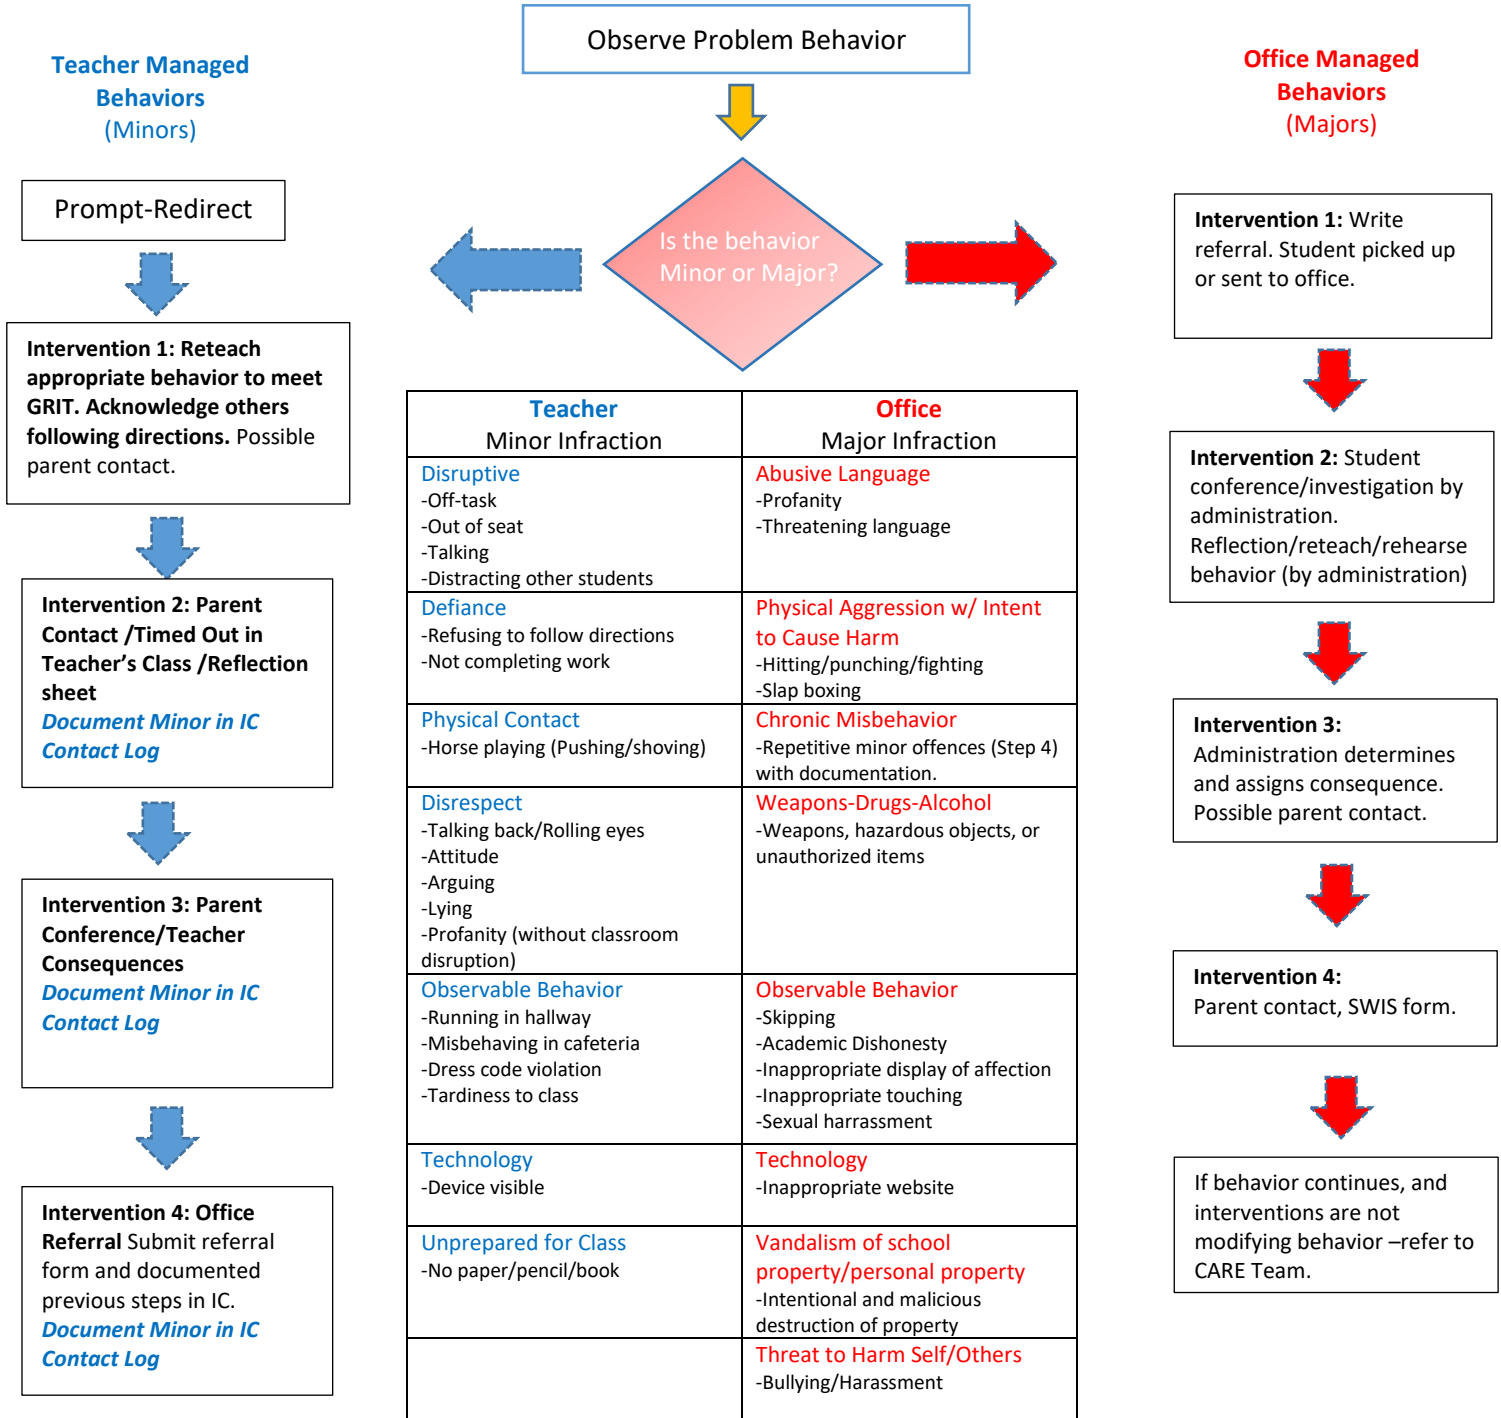 Observe Problem Behavior
Teacher Managed
Behaviors
(Minors)
Office Managed
Behaviors
(Majors)
Is the behavior
Minor or Major?
Prompt-Redirect
Intervention 1: Reteach
appropriate behavior to meet
GRIT. Acknowledge others
following directions. Possible
parent contact.
Intervention 2: Parent
Contact /Timed Out in
Teacher's Class /Reflection
sheet
Document Minor in IC
Contact Log
Intervention 3: Parent
Conference/Teacher
Consequences
Document Minor in IC
Contact Log
Intervention 4: Office
Referral Submit referral
form and documented
previous steps in IC.
Document Minor in IC
Contact Log
Teacher
Minor Infraction
Office
Major Infraction
Disruptive
-Off-task
-Out of seat
-Talking
-Distracting other students
Abusive Language
-Profanity
-Threatening language
Defiance
-Refusing to follow directions
-Not completing work
Physical Aggression w/ Intent
to Cause Harm
-Hitting/punching/fighting
-Slap boxing
Physical Contact
-Horse playing (Pushing/shoving)
Chronic Misbehavior
-Repetitive minor offences (Step 4)
with documentation.
Disrespect
-Talking back/Rolling eyes
-Attitude
-Arguing
-Lying
-Profanity (without classroom
disruption)
Weapons-Drugs-Alcohol
-Weapons, hazardous objects, or
unauthorized items
Observable Behavior
-Running in hallway
-Misbehaving in cafeteria
-Dress code violation
-Tardiness to class
Observable Behavior
-Skipping
-Academic Dishonesty
-Inappropriate display of affection
-Inappropriate touching
-Sexual harrassment
Technology
-Device visible
Technology
-Inappropriate website
Unprepared for Class
-No paper/pencil/book
Vandalism of school
property/personal property
-Intentional and malicious
destruction of property
Threat to Harm Self/Others
-Bullying/Harassment
Intervention 1: Write
referral. Student picked up
or sent to office.
Intervention 2: Student
conference/investigation by
administration.
Reflection/reteach/rehearse
behavior (by administration)
Intervention 3:
Administration determines
and assigns consequence.
Possible parent contact.
Intervention 4:
Parent contact, SWIS form.
If behavior continues, and
interventions are not
modifying behavior –refer to
CARE Team.